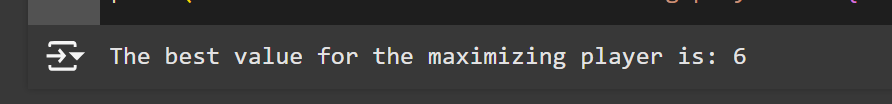 The best value for the maximizing player is: 6